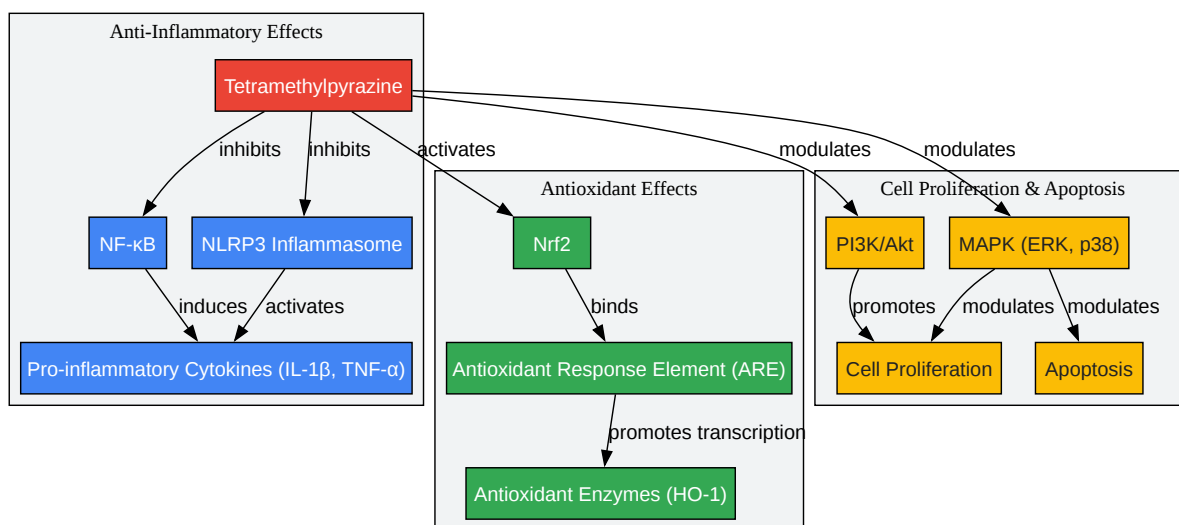 Anti-Inflammatory Effects
Tetramethylpyrazine
inhibits
inhibits
activates
modulates
modulates
Antioxidant Effects
Cell Proliferation & Apoptosis
NF-κB
NLRP3 Inflammasome
Nrf2
PI3K/Akt
MAPK (ERK, p38)
induces
activates
binds
promotes
modulates
modulates
Pro-inflammatory Cytokines (IL-1β, TNF-α)
Antioxidant Response Element (ARE)
Cell Proliferation
Apoptosis
promotes transcription
Antioxidant Enzymes (HO-1)